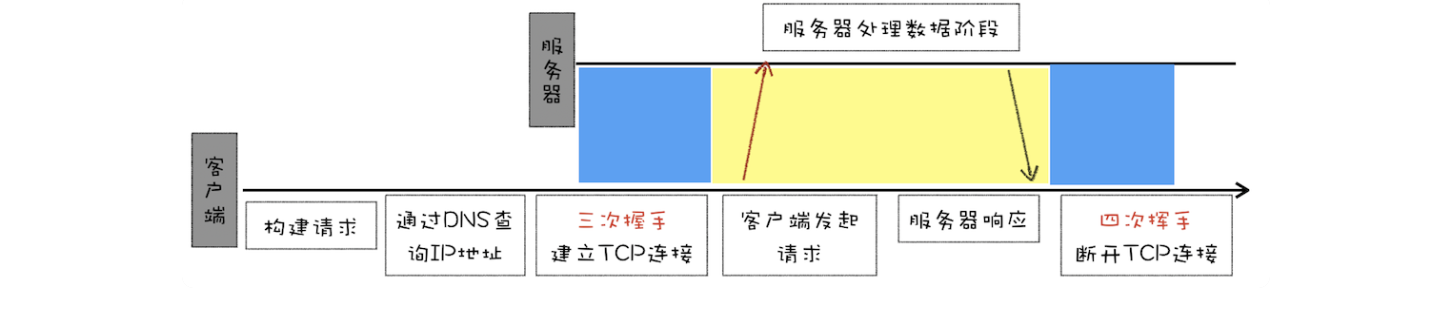 服务器处理数据阶段
服务器
客户端
构建请求
通过DNS查
询IP地址
三次握手
建立TCP连接
客户端发起
请求
服务器响应
四次挥手
断开TCP连接